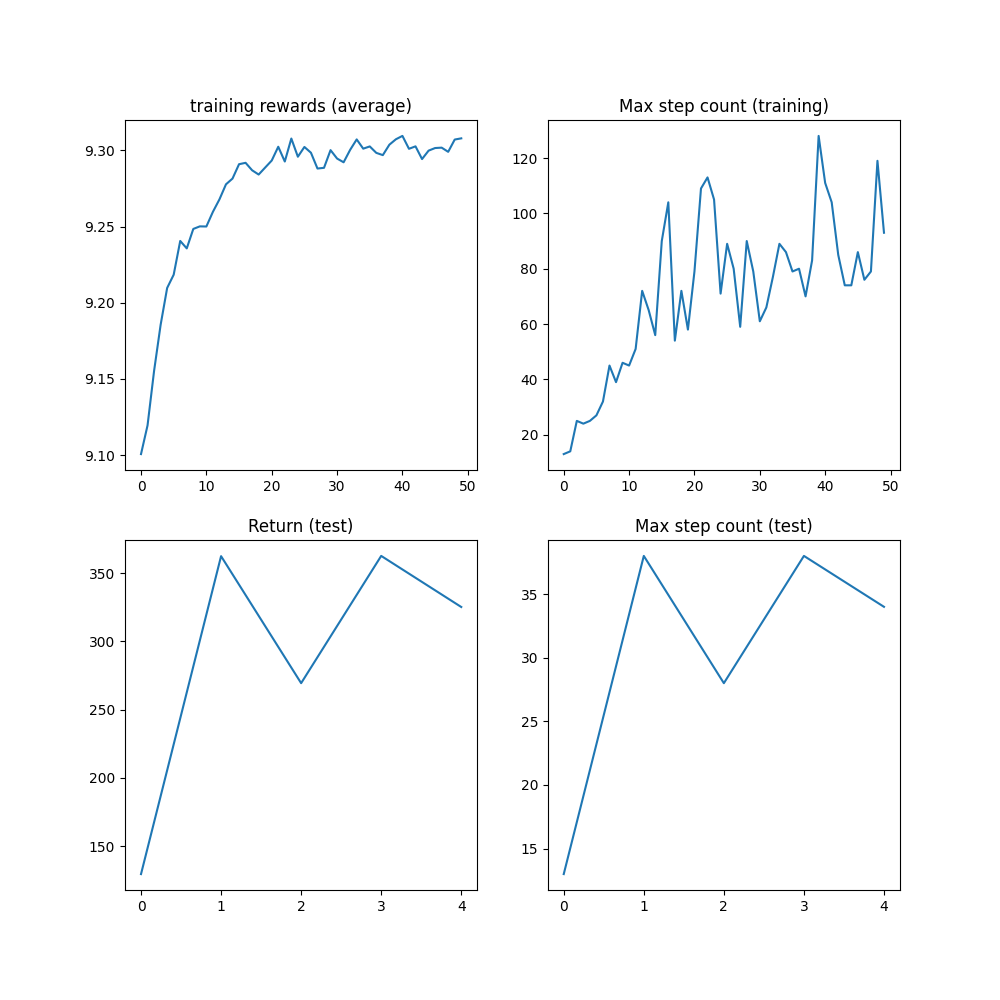 training rewards (average)
9.30
9.25
9.20
9.15
9.10
0 10 20 30 40 50
Max step count (training)
120
100
80
60
40
20
0 10 20 30 40 50
Return (test)
350
300
250
200
150
0 1 2 3 4
Max step count (test)
35
30
25
20
15
0 1 2 3 4